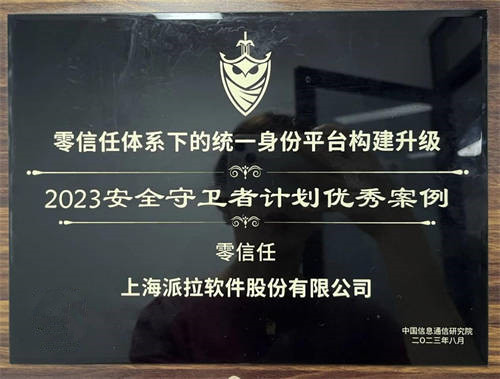 零信任体系下的统一身份平台构建升级
2023安全守卫者计划优秀案例
零信任
上海派拉软件股份有限公司
中国信息通信研究院
二〇二三年八月